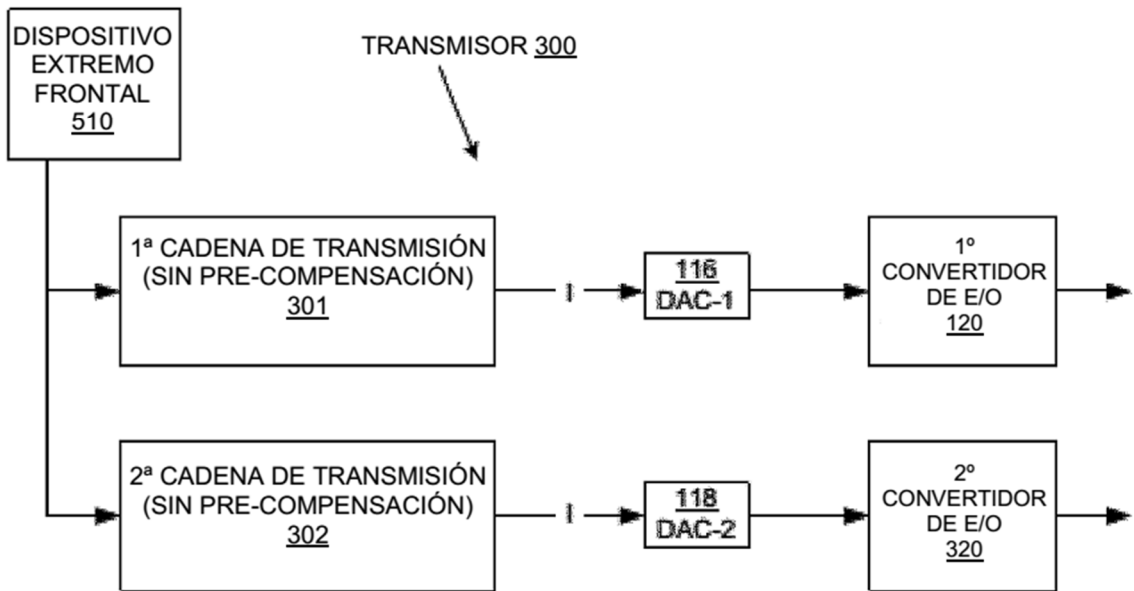 DISPOSITIVO
EXTREMO
FRONTAL
510
TRANSMISOR 300
1ª CADENA DE TRANSMISIÓN
(SIN PRE-COMPENSACIÓN)
301
I
116
DAC-1
1º
CONVERTIDOR
DE E/O
120
2ª CADENA DE TRANSMISIÓN
(SIN PRE-COMPENSACIÓN)
302
I
118
DAC-2
2º
CONVERTIDOR
DE E/O
320